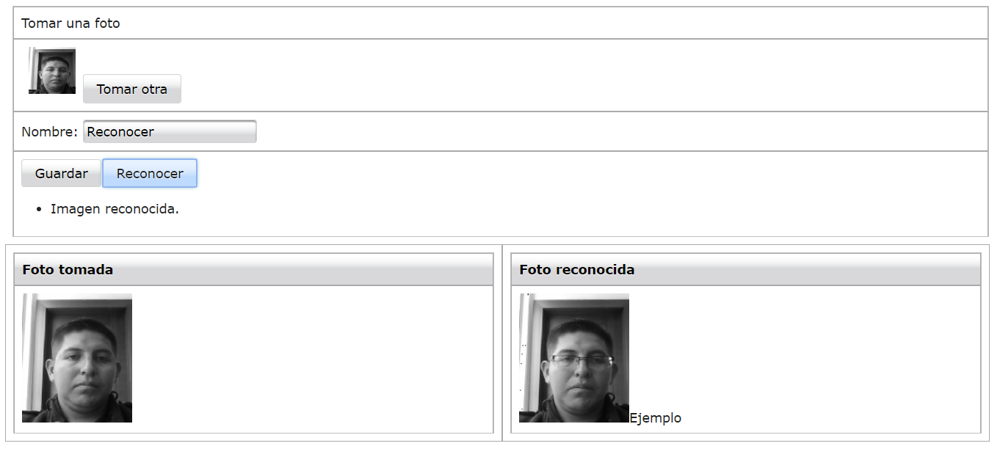 Tomar una foto
Tomar otra
Nombre: Reconocer
Guardar Reconocer
• Imagen reconocida.
Foto tomada
Foto reconocida
Ejemplo